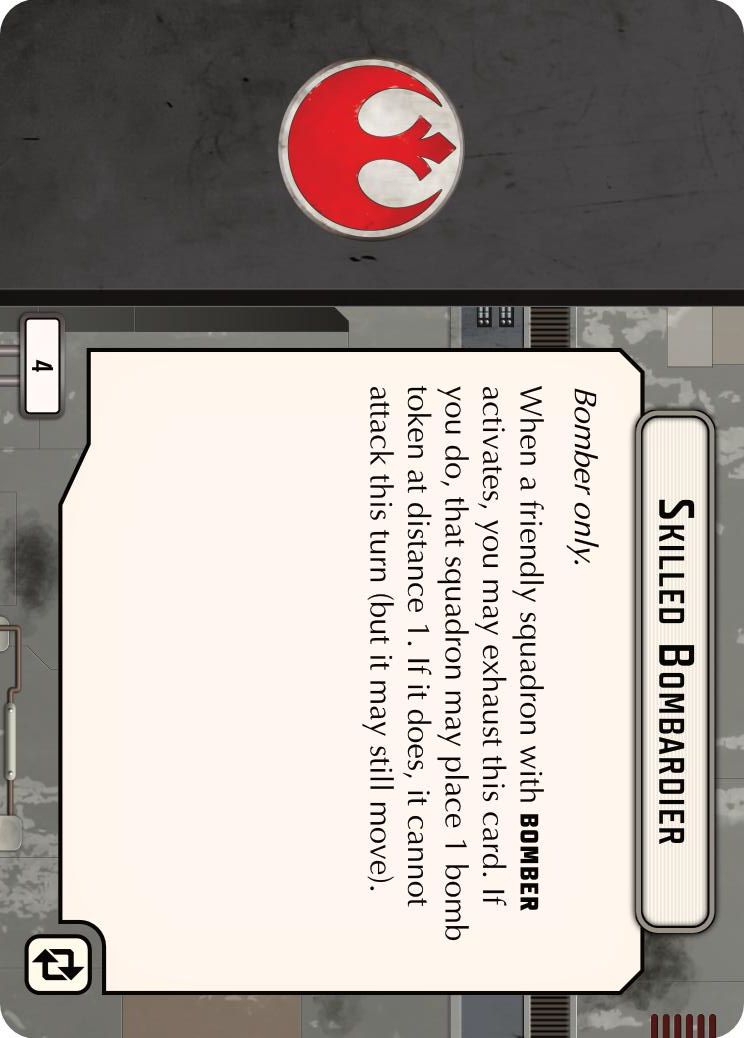 SKILLED BOMBARDIER
Bomber only.
When a friendly squadron with BOMBER
activates, you may exhaust this card. If
you do, that squadron may place 1 bomb
token at distance 1. If it does, it cannot
attack this turn (but it may still move).
4